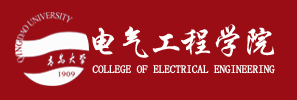 QINGDAO UNIVERSITY
青岛大学
1909
电气工程学院
COLLEGE OF ELECTRICAL ENGINEERING